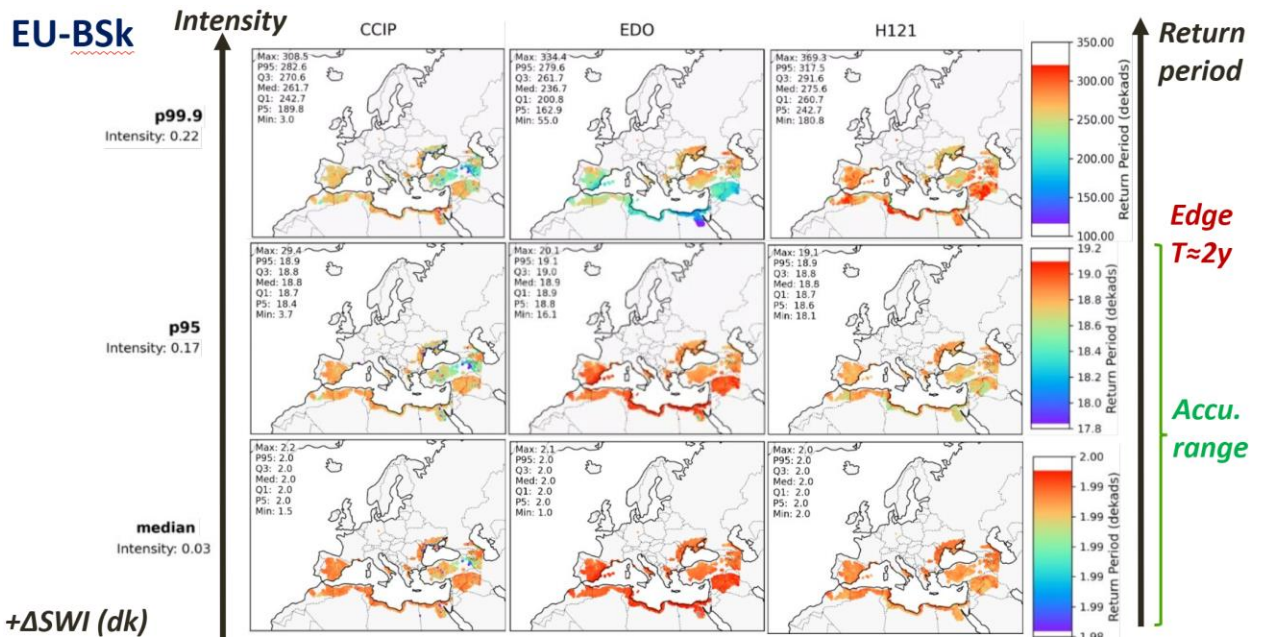 EU-BSk
Intensity
CCIP
EDO
H121
Return
period
p99.9
Intensity: 0.22
Max: 308.5
P95: 282.6
Q3: 270.6
Med: 261.7
Q1: 242.7
P5: 189.8
Min: 3.0
Max: 334.4
P95: 279.6
Q3: 261.7
Med: 236.7
Q1: 200.8
P5: 162.9
Min: 55.0
Max: 369.3
P95: 317.5
Q3: 291.6
Med: 275.6
Q1: 260.7
P5: 242.7
Min: 180.8
350.00
300.00
250.00
200.00
150.00
100.00
Return Period (dekads)
Edge
T≈2y
p95
Intensity: 0.17
Max: 29.4
P95: 18.9
Q3: 18.8
Med: 18.8
Q1: 18.7
P5: 18.4
Min: 3.7
Max: 20.1
P95: 19.1
Q3: 19.0
Med: 18.9
Q1: 18.9
P5: 18.8
Min: 16.1
Max: 19.1
P95: 18.9
Q3: 18.8
Med: 18.8
Q1: 18.7
P5: 18.6
Min: 18.1
19.2
19.0
18.8
18.6
18.4
18.2
18.0
17.8
Return Period (dekads)
Accu.
range
median
Intensity: 0.03
Max: 2.2
P95: 2.0
Q3: 2.0
Med: 2.0
Q1: 2.0
P5: 2.0
Min: 1.5
Max: 2.1
P95: 2.0
Q3: 2.0
Med: 2.0
Q1: 2.0
P5: 2.0
Min: 1.0
Max: 2.0
P95: 2.0
Q3: 2.0
Med: 2.0
Q1: 2.0
P5: 2.0
Min: 2.0
2.00
1.99
1.99
1.99
1.99
1.98
Return Period (dekads)
+ΔSWI (dk)